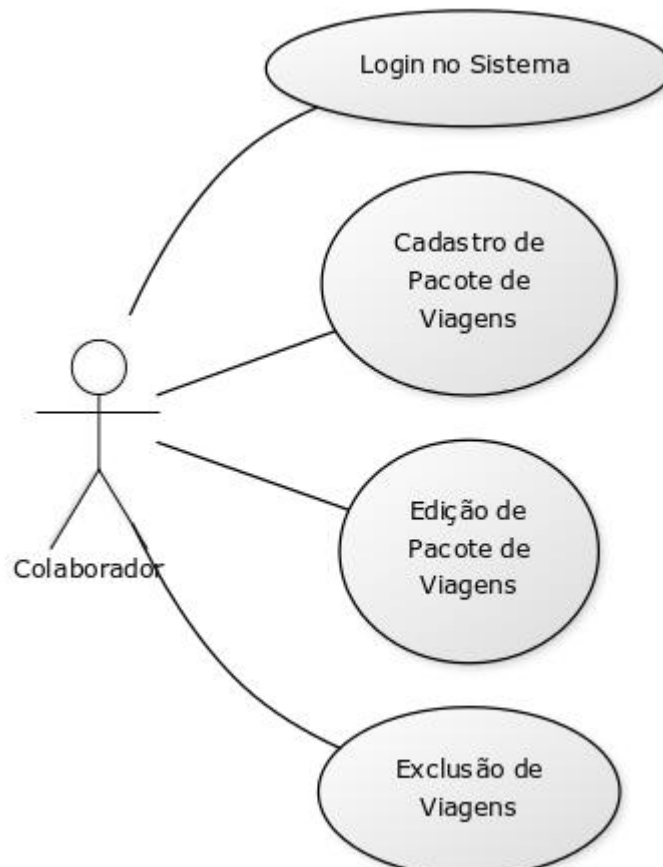 Login no Sistema
Cadastro de
Pacote de
Viagens
Edição de
Pacote de
Viagens
Colaborador
Exclusão de
Viagens